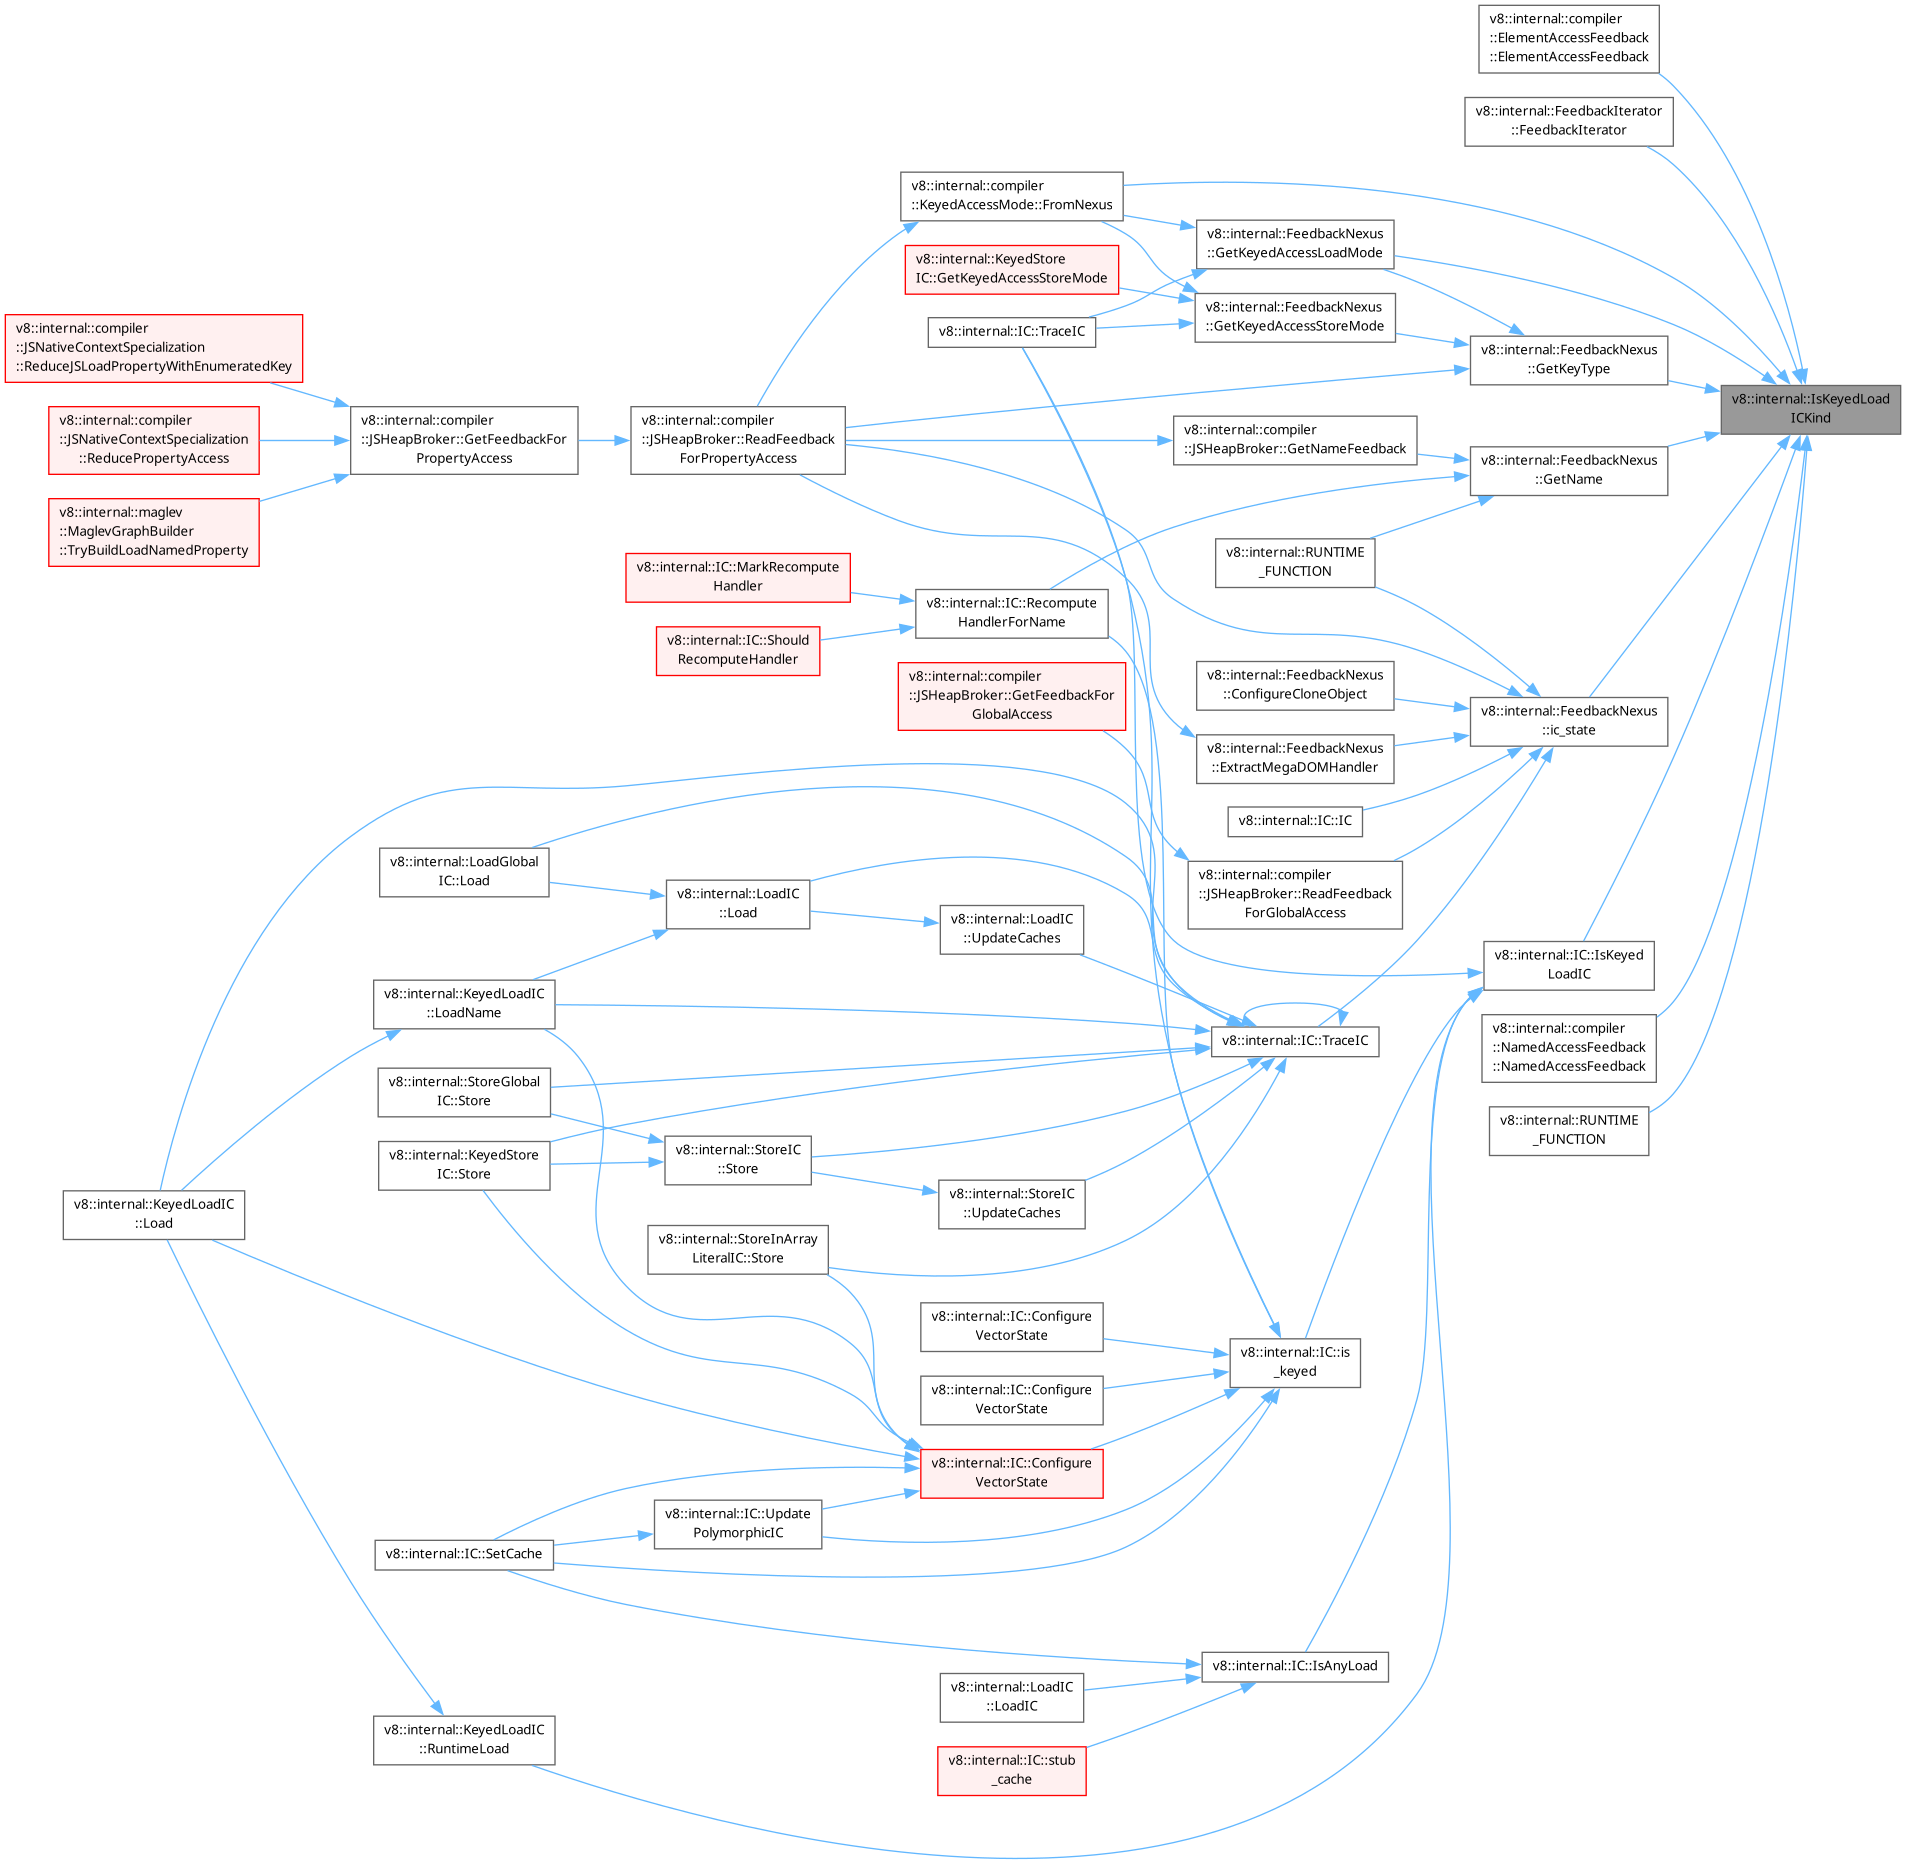 v8::internal::compiler
::ElementAccessFeedback
::ElementAccessFeedback
v8::internal::FeedbackIterator
::FeedbackIterator
v8::internal::compiler
::KeyedAccessMode::FromNexus
v8::internal::FeedbackNexus
::GetKeyedAccessLoadMode
v8::internal::KeyedStore
IC::GetKeyedAccessStoreMode
v8::internal::FeedbackNexus
::GetKeyedAccessStoreMode
v8::internal::IC::TraceIC
v8::internal::compiler
::JSNativeContextSpecialization
::ReduceJSLoadPropertyWithEnumeratedKey
v8::internal::FeedbackNexus
::GetKeyType
v8::internal::IsKeyedLoad
ICKind
v8::internal::compiler
::JSNativeContextSpecialization
::ReducePropertyAccess
v8::internal::compiler
::JSHeapBroker::GetFeedbackFor
PropertyAccess
v8::internal::compiler
::JSHeapBroker::ReadFeedback
ForPropertyAccess
v8::internal::compiler
::JSHeapBroker::GetNameFeedback
v8::internal::FeedbackNexus
::GetName
v8::internal::maglev
::MaglevGraphBuilder
::TryBuildLoadNamedProperty
v8::internal::RUNTIME
_FUNCTION
v8::internal::IC::MarkRecompute
Handler
v8::internal::IC::Recompute
HandlerForName
v8::internal::IC::Should
RecomputeHandler
v8::internal::compiler
::JSHeapBroker::GetFeedbackFor
GlobalAccess
v8::internal::FeedbackNexus
::ConfigureCloneObject
v8::internal::FeedbackNexus
::ic_state
v8::internal::FeedbackNexus
::ExtractMegaDOMHandler
v8::internal::IC::IC
v8::internal::LoadGlobal
IC::Load
v8::internal::LoadIC
::Load
v8::internal::compiler
::JSHeapBroker::ReadFeedback
ForGlobalAccess
v8::internal::LoadIC
::UpdateCaches
v8::internal::IC::IsKeyed
LoadIC
v8::internal::KeyedLoadIC
::LoadName
v8::internal::IC::TraceIC
v8::internal::compiler
::NamedAccessFeedback
::NamedAccessFeedback
v8::internal::StoreGlobal
IC::Store
v8::internal::RUNTIME
_FUNCTION
v8::internal::KeyedStore
IC::Store
v8::internal::StoreIC
::Store
v8::internal::StoreIC
::UpdateCaches
v8::internal::KeyedLoadIC
::Load
v8::internal::StoreInArray
LiteralIC::Store
v8::internal::IC::Configure
VectorState
v8::internal::IC::is
_keyed
v8::internal::IC::Configure
VectorState
v8::internal::IC::Configure
VectorState
v8::internal::IC::Update
PolymorphicIC
v8::internal::IC::SetCache
v8::internal::IC::IsAnyLoad
v8::internal::LoadIC
::LoadIC
v8::internal::KeyedLoadIC
::RuntimeLoad
v8::internal::IC::stub
_cache